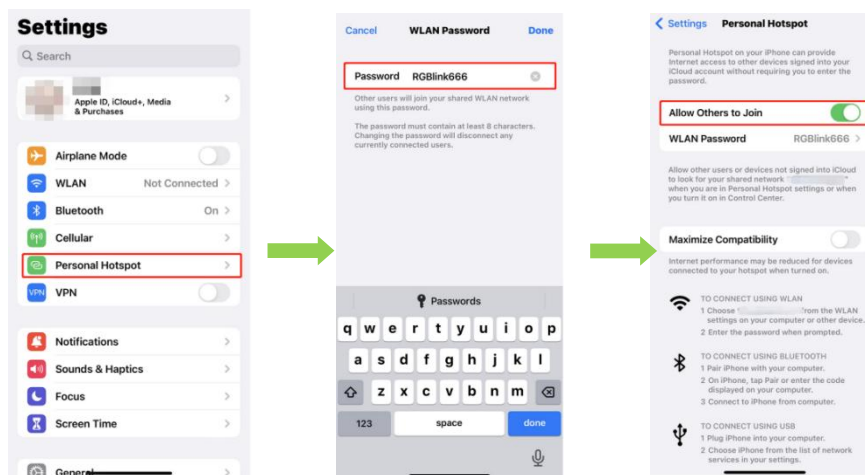 Settings
Search
Apple ID, iCloud+, Media
& Purchases
Airplane Mode
WLAN Not Connected
Bluetooth On
Cellular
Personal Hotspot
VPN VPN
Notifications
Sounds & Haptics
Focus
Screen Time
General
Cancel WLAN Password Done
Password RGBlink666
Other users will join your shared WLAN network
using this password.
The password must contain at least 8 characters.
Changing the password will disconnect any
currently connected users.
Passwords
q w e r t y u i o p
a s d f g h j k l
z x c v b n m
123 space done
Settings Personal Hotspot
Personal Hotspot on your iPhone can provide
Internet access to other devices signed into your
iCloud account without requiring you to enter the
password.
Allow Others to Join
WLAN Password RGBlink666
Allow other users or devices not signed into iCloud
to look for your shared network " "
when you are in Personal Hotspot settings or when
you turn it on in Control Center.
Maximize Compatibility
Internet performance may be reduced for devices
connected to your hotspot when turned on.
TO CONNECT USING WLAN
1 Choose from the WLAN
settings on your computer or other device.
2 Enter the password when prompted.
TO CONNECT USING BLUETOOTH
1 Pair iPhone with your computer.
2 On iPhone, tap Pair or enter the code
displayed on your computer.
3 Connect to iPhone from computer.
TO CONNECT USING USB
1 Plug iPhone into your computer.
2 Choose iPhone from the list of network
services in your settings.